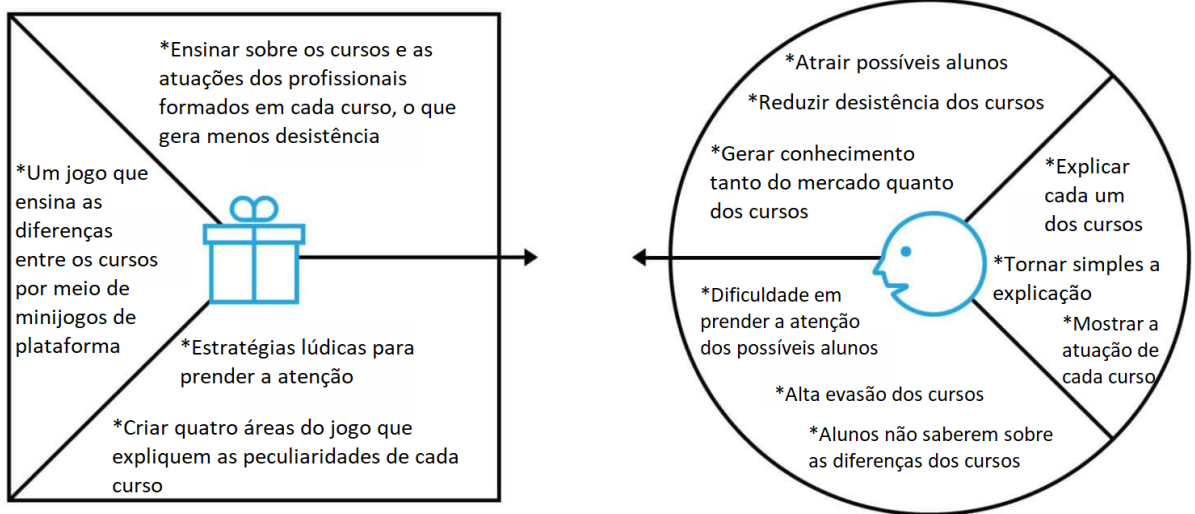 *Ensinar sobre os cursos e as
atuações dos profissionais
formados em cada curso, o que
gera menos desistência
*Um jogo que
ensina as
diferenças
entre os cursos
por meio de
minijogos de
plataforma
*Estratégias lúdicas para
prender a atenção
*Criar quatro áreas do jogo que
expliquem as peculiaridades de cada
curso
*Atrair possíveis alunos
*Reduzir desistência dos cursos
*Gerar conhecimento
tanto do mercado quanto
dos cursos
*Explicar
cada um
dos cursos
*Tornar simples a
explicação
*Mostrar a
atuação de
cada curso
*Dificuldade em
prender a atenção
dos possíveis alunos
*Alta evasão dos cursos
*Alunos não saberem sobre
as diferenças dos cursos